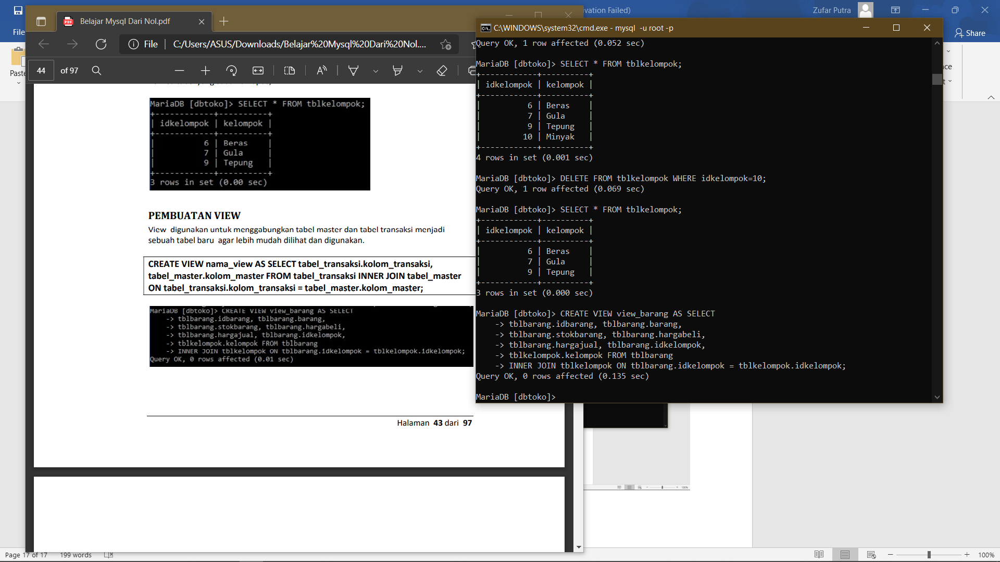 ivation Failed)
Zufar Putra
File
Share
Paste
Belajar Mysql Dari Nol.pdf
File
C:/Users/ASUS/Downloads/Belajar%20Mysql%20Dari%20Nol....
44 of 97
MariaDB [dbtoko]> SELECT * FROM tblkelompok;
+------------+----------+
| idkelompok | kelompok |
+------------+----------+
| 6 | Beras |
| 7 | Gula |
| 9 | Tepung |
+------------+----------+
3 rows in set (0.00 sec)
PEMBUATAN VIEW
View digunakan untuk menggabungkan tabel master dan tabel transaksi menjadi
sebuah tabel baru agar lebih mudah dilihat dan digunakan.
CREATE VIEW nama_view AS SELECT tabel_transaksi.kolom_transaksi,
tabel_master.kolom_master FROM tabel_transaksi INNER JOIN tabel_master
ON tabel_transaksi.kolom_transaksi = tabel_master.kolom_master;
MariaDB [dbtoko]> CREATE VIEW view_barang AS SELECT
-> tblbarang.idbarang, tblbarang.barang,
-> tblbarang.stokbarang, tblbarang.hargabeli,
-> tblbarang.hargajual, tblbarang.idkelompok,
-> tblkelompok.kelompok FROM tblbarang
-> INNER JOIN tblkelompok ON tblbarang.idkelompok = tblkelompok.idkelompok;
Query OK, 0 rows affected (0.01 sec)
Halaman 43 dari 97
C:\WINDOWS\system32\cmd.exe - mysql -u root -p
Query OK, 1 row affected (0.052 sec)
MariaDB [dbtoko]> SELECT * FROM tblkelompok;
+------------+----------+
| idkelompok | kelompok |
+------------+----------+
| 6 | Beras |
| 7 | Gula |
| 9 | Tepung |
| 10 | Minyak |
+------------+----------+
4 rows in set (0.001 sec)
MariaDB [dbtoko]> DELETE FROM tblkelompok WHERE idkelompok=10;
Query OK, 1 row affected (0.069 sec)
MariaDB [dbtoko]> SELECT * FROM tblkelompok;
+------------+----------+
| idkelompok | kelompok |
+------------+----------+
| 6 | Beras |
| 7 | Gula |
| 9 | Tepung |
+------------+----------+
3 rows in set (0.000 sec)
MariaDB [dbtoko]> CREATE VIEW view_barang AS SELECT
-> tblbarang.idbarang, tblbarang.barang,
-> tblbarang.stokbarang, tblbarang.hargabeli,
-> tblbarang.hargajual, tblbarang.idkelompok,
-> tblkelompok.kelompok FROM tblbarang
-> INNER JOIN tblkelompok ON tblbarang.idkelompok = tblkelompok.idkelompok;
Query OK, 0 rows affected (0.135 sec)
MariaDB [dbtoko]>
100%
Page 17 of 17
199 words
100%